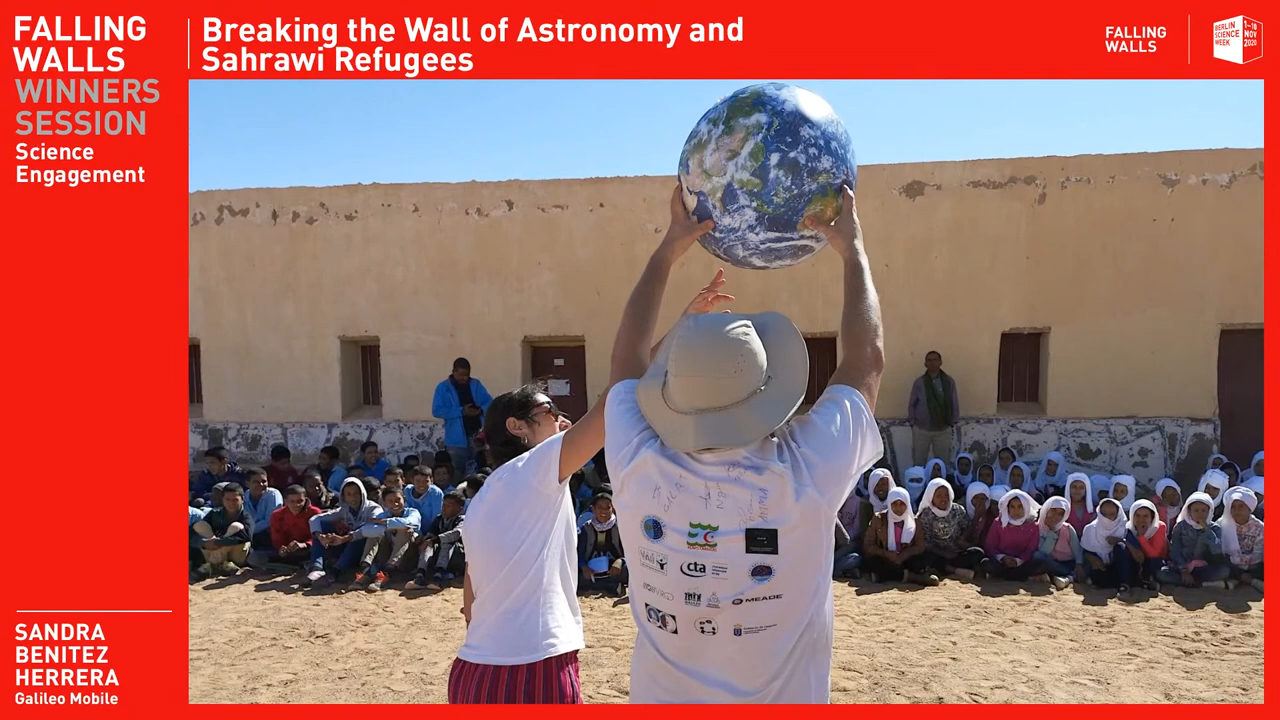 FALLING
WALLS
WINNERS
SESSION
Science
Engagement
Breaking the Wall of Astronomy and
Sahrawi Refugees
FALLING
WALLS
BERLIN
SCIENCE
WEEK
1–10
NOV
2020
cta
MEADE
SANDRA
BENITEZ
HERRERA
Galileo Mobile